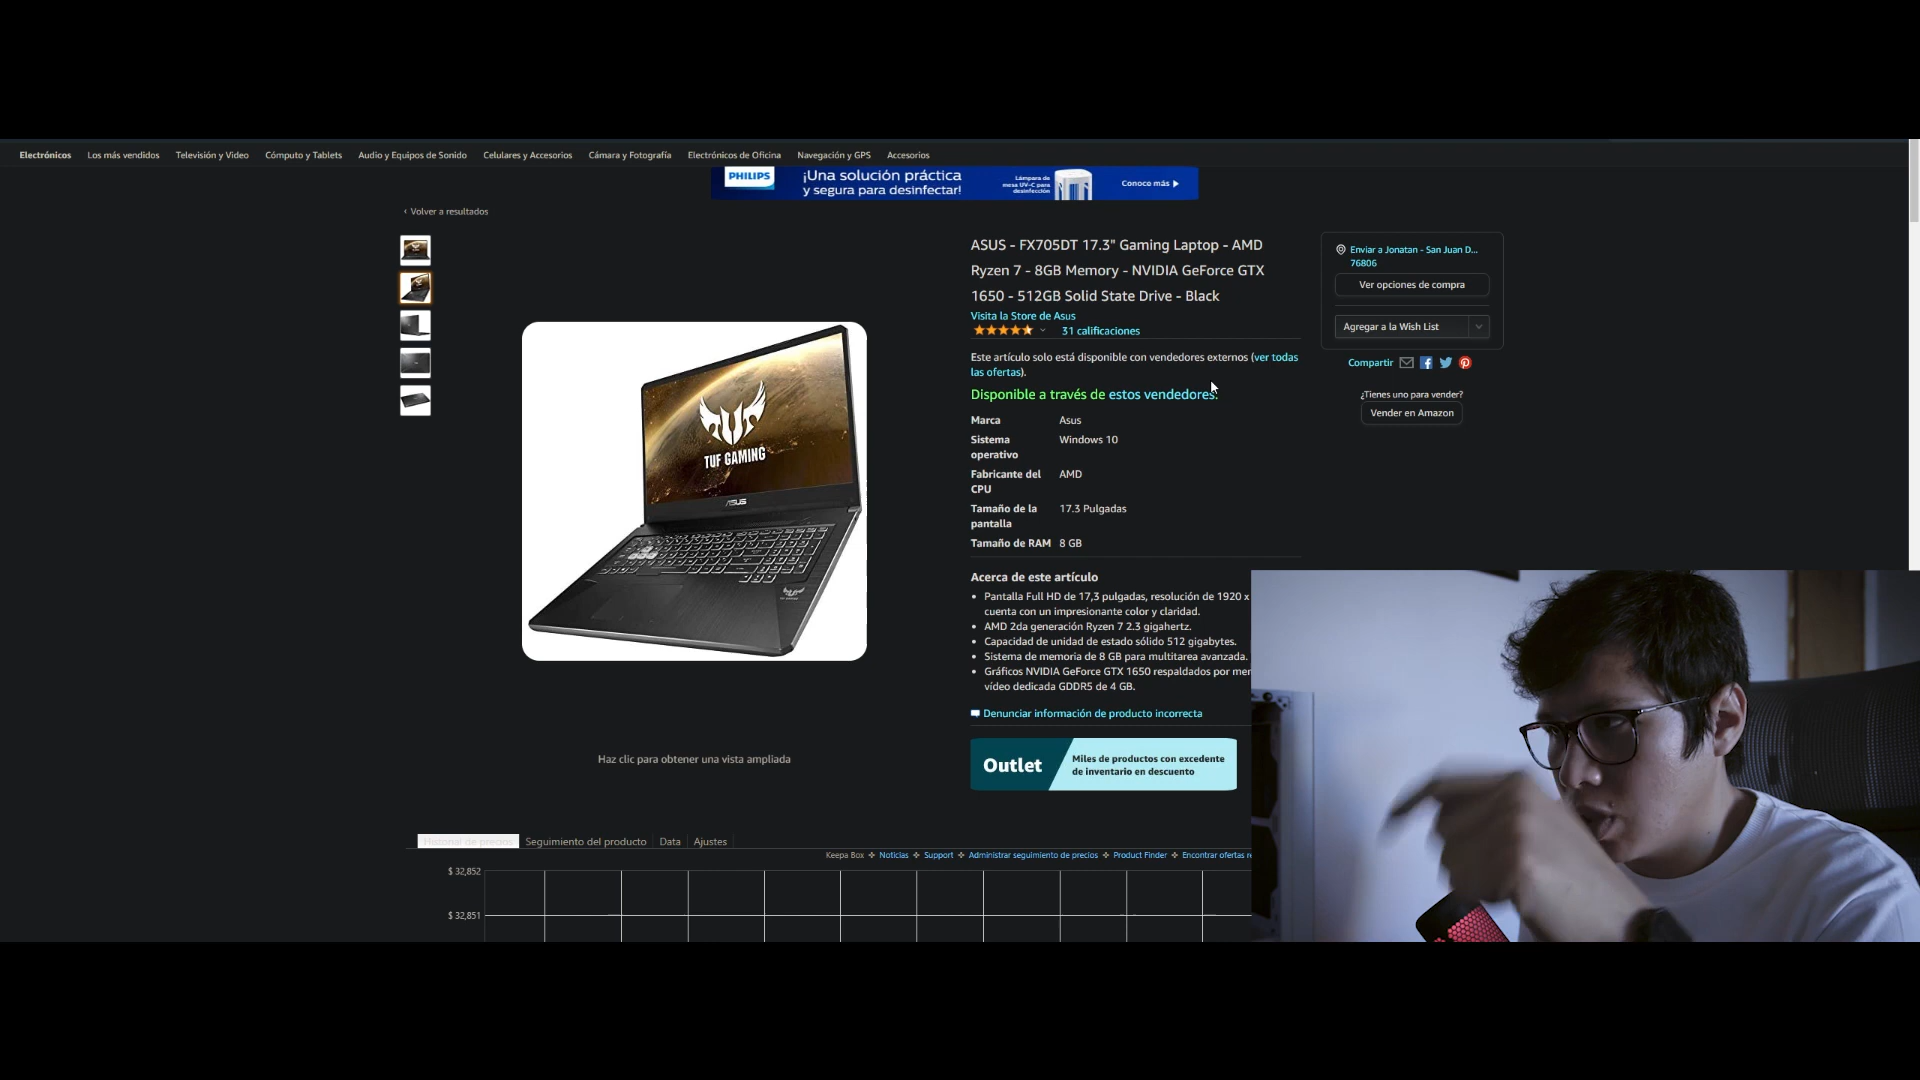 Electrónicos Los más vendidos Televisión y Video Cómputo y Tablets Audio y Equipos de Sonido Celulares y Accesorios Cámara y Fotografía Electrónicos de Oficina Navegación y GPS Accesorios
PHILIPS
¡Una solución práctica
y segura para desinfectar!
Lámpara de
mesa UV-C para
desinfección
Conoce más
‹ Volver a resultados
TUF GAMING
ASUS
ASUS - FX705DT 17.3" Gaming Laptop - AMD
Ryzen 7 - 8GB Memory - NVIDIA GeForce GTX
1650 - 512GB Solid State Drive - Black
Visita la Store de Asus
31 calificaciones
Este artículo solo está disponible con vendedores externos (ver todas
las ofertas).
Disponible a través de estos vendedores.
Marca Asus
Sistema Windows 10
operativo
Fabricante del AMD
CPU
Tamaño de la 17.3 Pulgadas
pantalla
Tamaño de RAM 8 GB
Acerca de este artículo
• Pantalla Full HD de 17,3 pulgadas, resolución de 1920 x
cuenta con un impresionante color y claridad.
• AMD 2da generación Ryzen 7 2.3 gigahertz.
• Capacidad de unidad de estado sólido 512 gigabytes.
• Sistema de memoria de 8 GB para multitarea avanzada.
• Gráficos NVIDIA GeForce GTX 1650 respaldados por
vídeo dedicada GDDR5 de 4 GB.
Denunciar información de producto incorrecta
Outlet
Miles de productos con excedente
de inventario en descuento
Enviar a Jonatan - San Juan D...
76806
Ver opciones de compra
Agregar a la Wish List
Compartir
¿Tienes uno para vender?
Vender en Amazon
Haz clic para obtener una vista ampliada
Seguimiento del producto Data Ajustes
Keepa Box Noticias Support Administrar seguimiento de precios Product Finder Encontrar ofertas
$ 32,852
$ 32,851